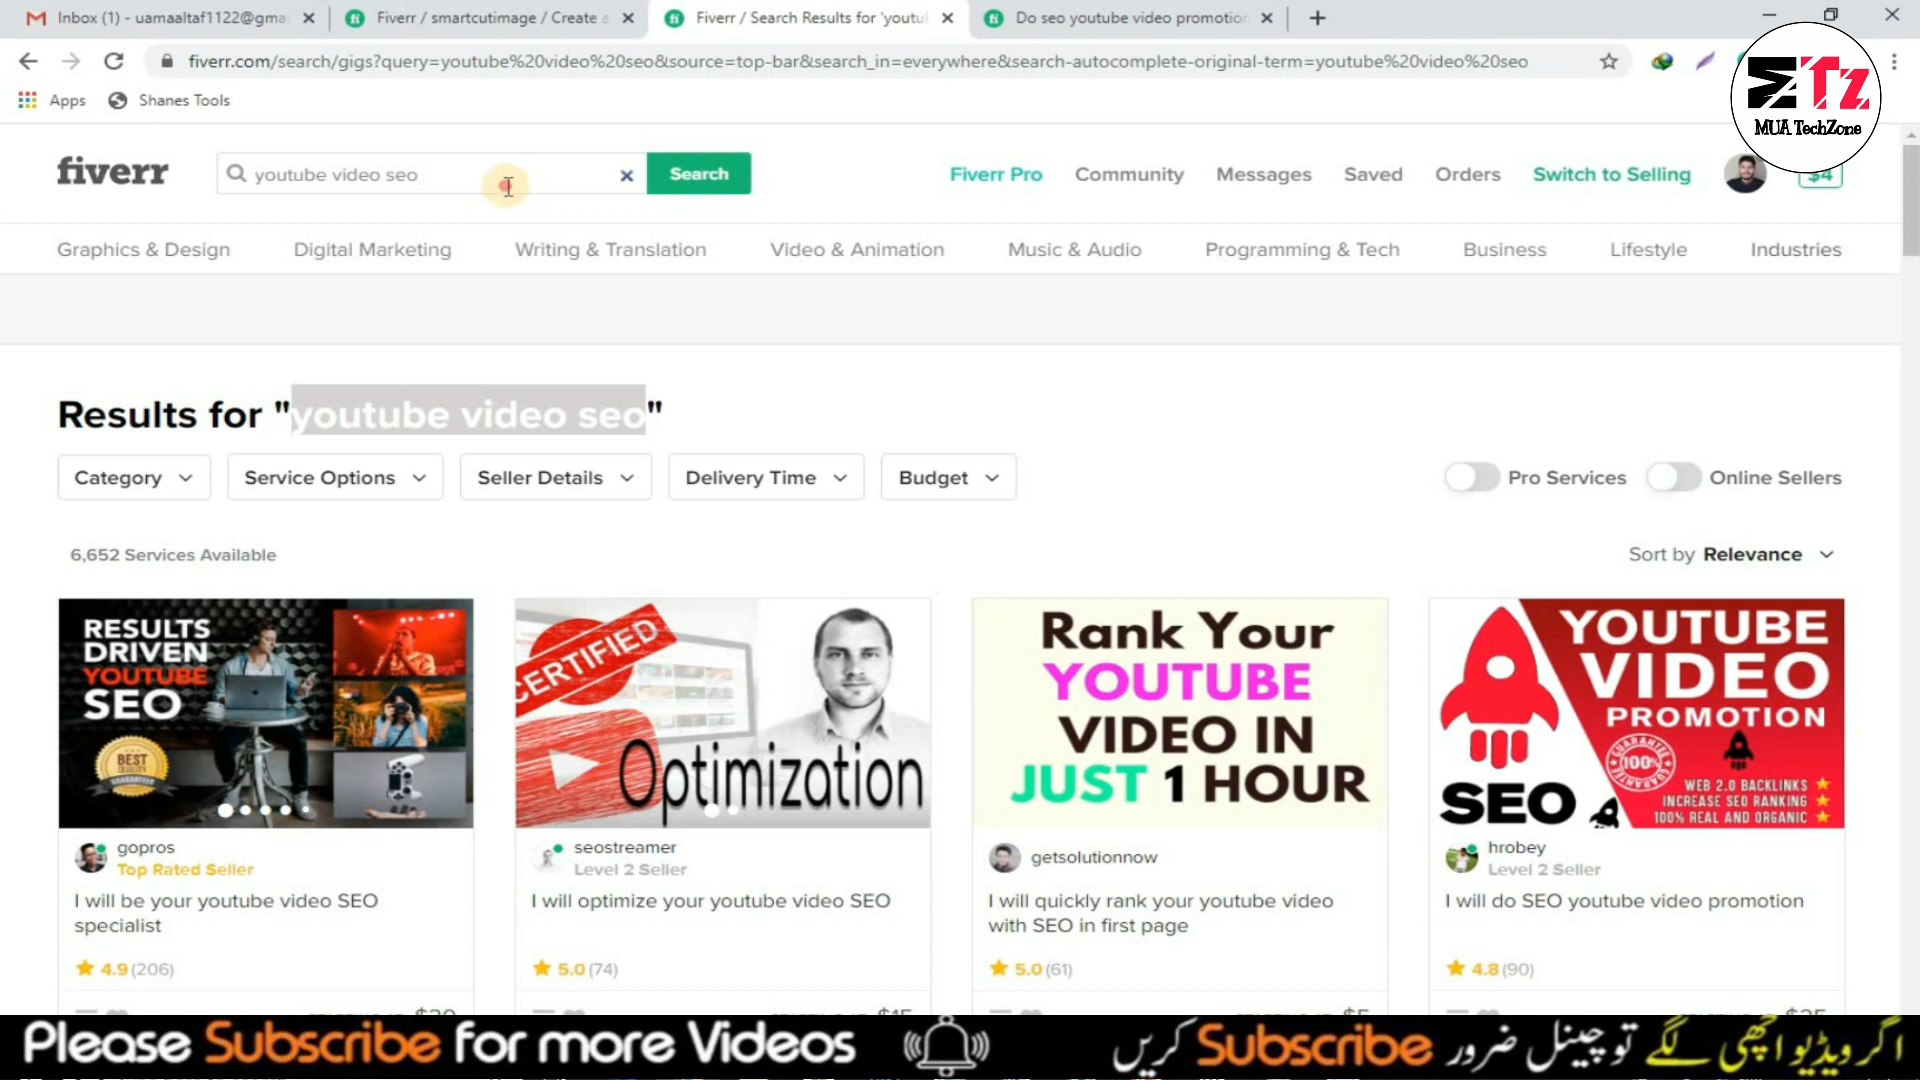 Inbox (1) - uamaaltaf1122@gma
Fiverr / smartcutimage / Create a
Fiverr / Search Results for 'youtu
Do seo youtube video promotion
fiverr.com/search/gigs?query=youtube%20video%20seo&source=top-bar&search_in=everywhere&search-autocomplete-original-term=youtube%20video%20seo
Apps
Shanes Tools
MTz
MUA TechZone
fiverr
youtube video seo
Search
Fiverr Pro
Community
Messages
Saved
Orders
Switch to Selling
$4
Graphics & Design
Digital Marketing
Writing & Translation
Video & Animation
Music & Audio
Programming & Tech
Business
Lifestyle
Industries
Results for "youtube video seo"
Category
Service Options
Seller Details
Delivery Time
Budget
Pro Services
Online Sellers
6,652 Services Available
Sort by Relevance
RESULTS
DRIVEN
YOUTUBE
SEO
BEST
QUALITY
CERTIFIED
Optimization
Rank Your
YOUTUBE
VIDEO IN
JUST 1 HOUR
YOUTUBE
VIDEO
PROMOTION
100%
SEO
WEB 2.0 BACKLINKS
INCREASE SEO RANKING
100% REAL AND ORGANIC
gopros
Top Rated Seller
I will be your youtube video SEO
specialist
4.9 (206)
seostreamer
Level 2 Seller
I will optimize your youtube video SEO
5.0 (74)
getsolutionnow
I will quickly rank your youtube video
with SEO in first page
5.0 (61)
hrobey
Level 2 Seller
I will do SEO youtube video promotion
4.8 (90)
Please Subscribe for more Videos
اگر ویڈیو اچھی لگے تو چینل ضرور Subscribe کریں